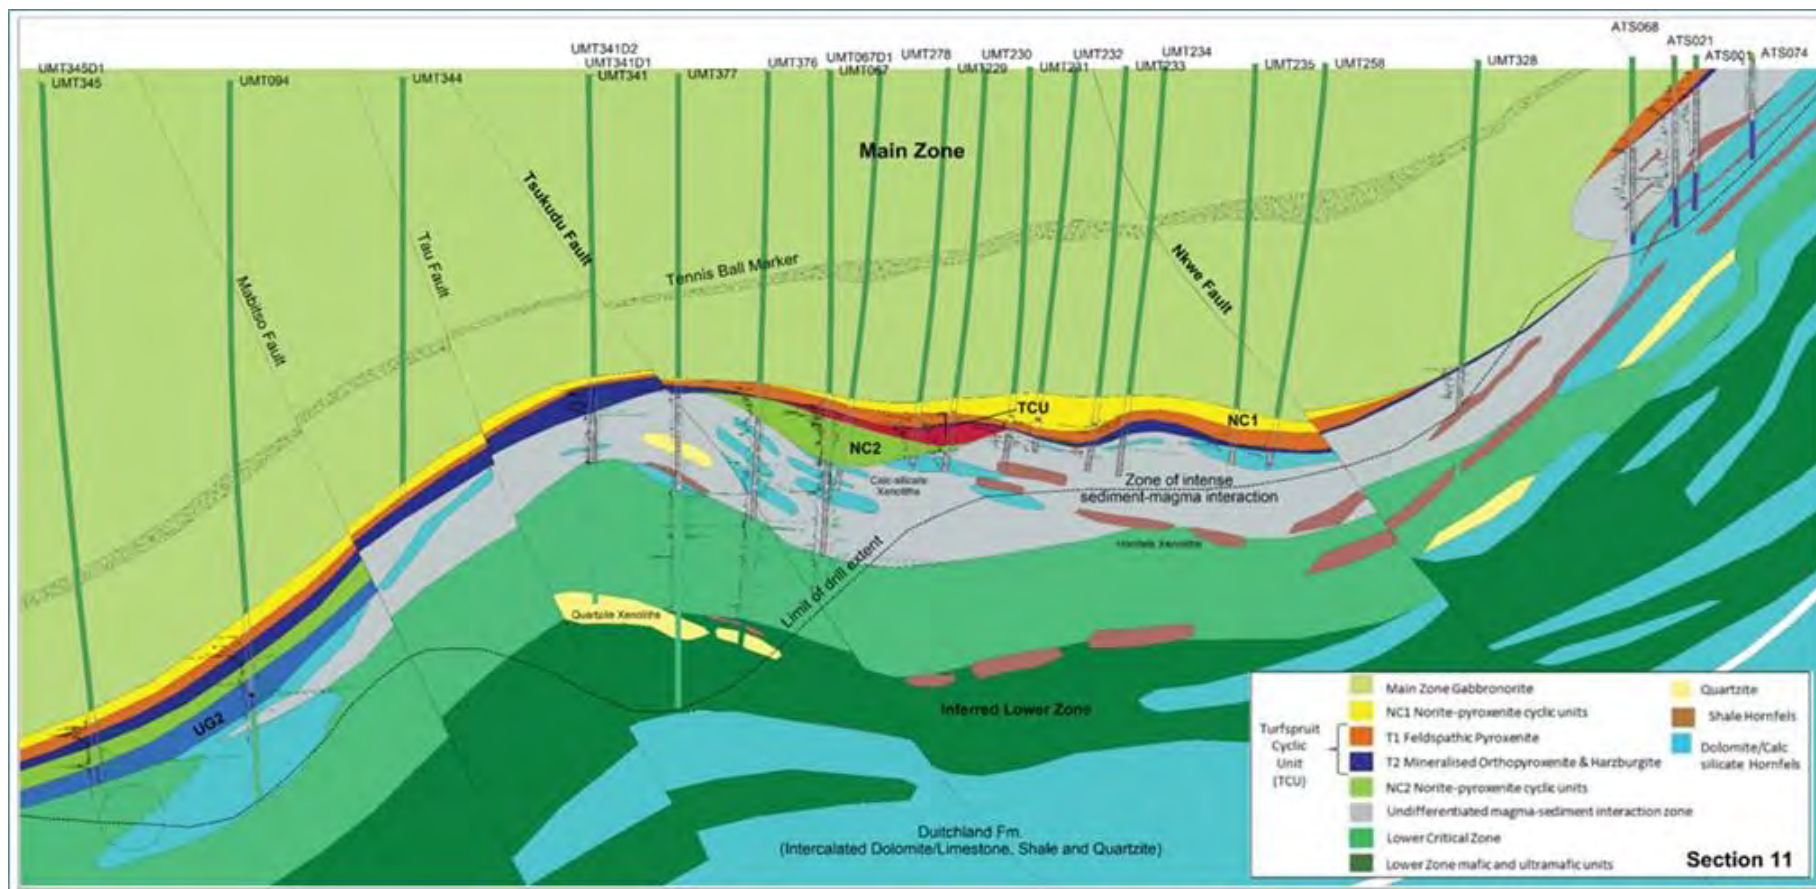 ATS068
UMT341D2
UMT067D1
UMT278
UMT230
UMT232
UMT234
ATS021
UMT345D1
UMT341D1
UMT376
ATS001
ATS074
UMT345
UMT094
UMT344
UMT341
UMT377
UMT067
UMT229
UMT231
UMT233
UMT235
UMT258
UMT328
Main Zone
Tsukudu Fault
Tau Fault
Mabitso Fault
Tennis Ball Marker
Nkwe Fault
TCU
NC1
NC2
Calc-silicate
Xenoliths
Zone of intense
sediment-magma interaction
Hornfels Xenoliths
Limit of drill extent
Quartzite Xenoliths
UG2
Inferred Lower Zone
Duitchland Fm.
(Intercalated Dolomite/Limestone, Shale and Quartzite)
Main Zone Gabbronorite
NC1 Norite-pyroxenite cyclic units
Turfspruit
Cyclic
Unit
(TCU)
T1 Feldspathic Pyroxenite
T2 Mineralised Orthopyroxenite & Harzburgite
NC2 Norite-pyroxenite cyclic units
Undifferentiated magma-sediment interaction zone
Lower Critical Zone
Lower Zone mafic and ultramafic units
Quartzite
Shale Hornfels
Dolomite/Calc
silicate Hornfels
Section 11